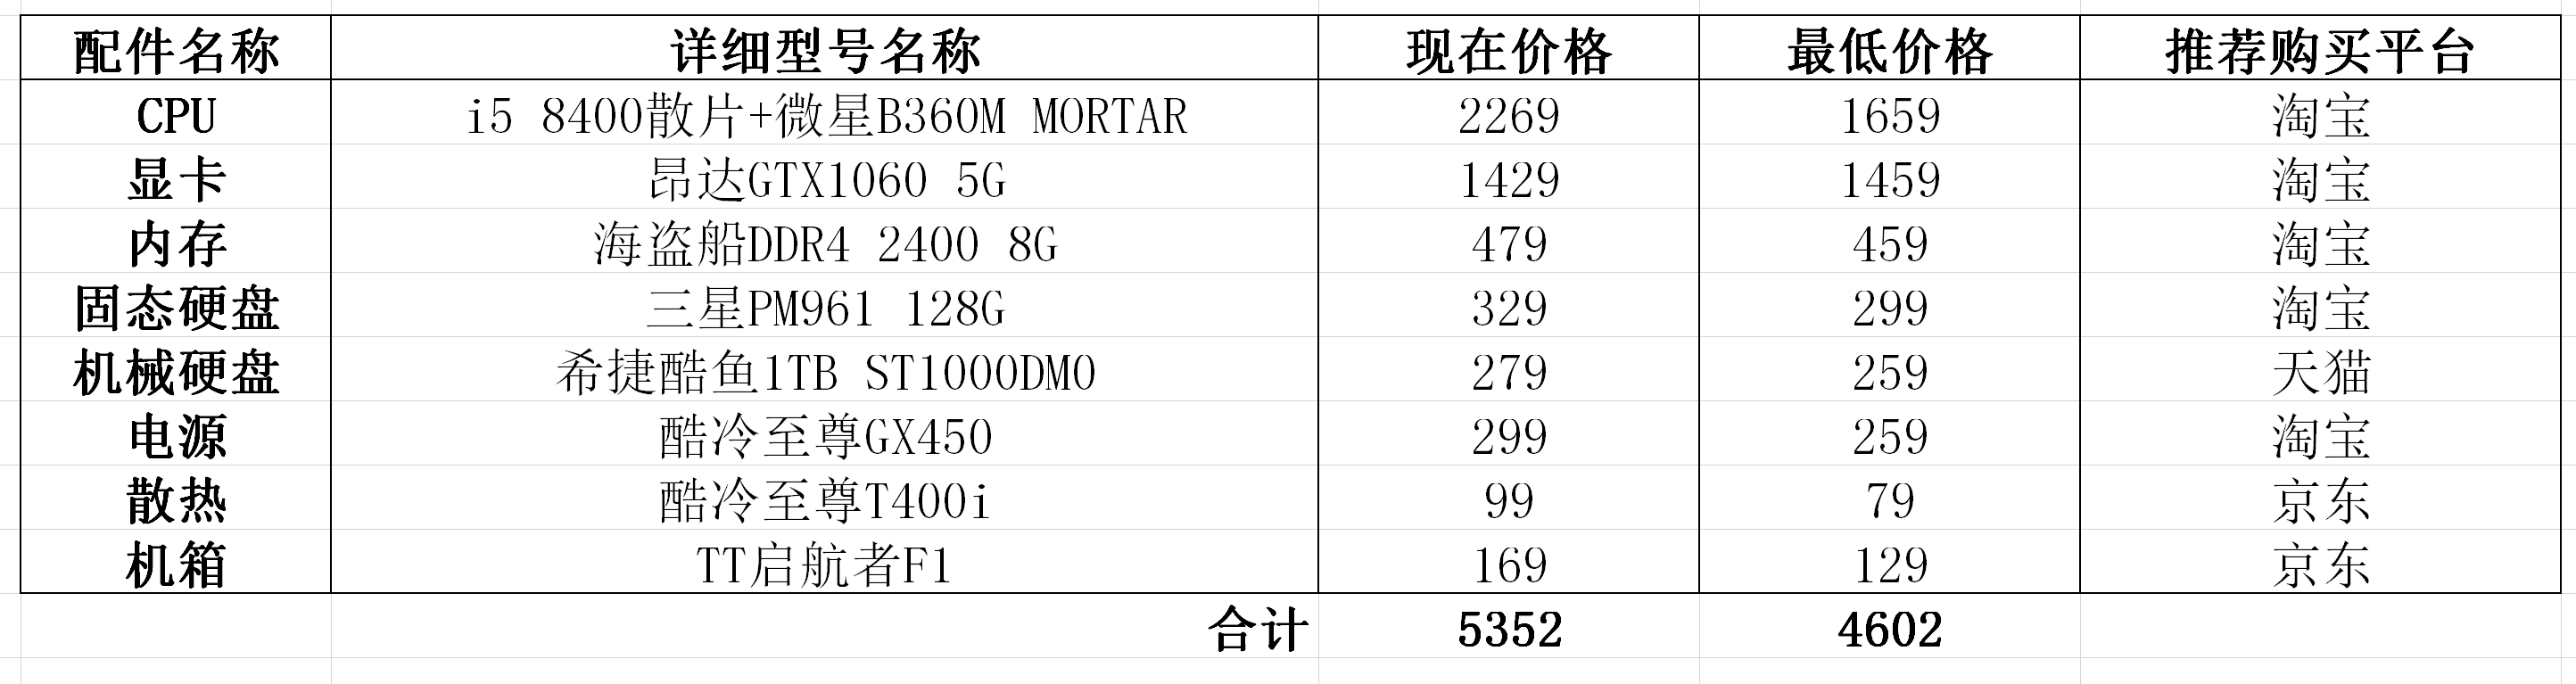 配件名称 详细型号名称 现在价格 最低价格 推荐购买平台
CPU i5 8400散片+微星B360M MORTAR 2269 1659 淘宝
显卡 昂达GTX1060 5G 1429 1459 淘宝
内存 海盗船DDR4 2400 8G 479 459 淘宝
固态硬盘 三星PM961 128G 329 299 淘宝
机械硬盘 希捷酷鱼1TB ST1000DM0 279 259 天猫
电源 酷冷至尊GX450 299 259 淘宝
散热 酷冷至尊T400i 99 79 京东
机箱 TT启航者F1 169 129 京东
合计 5352 4602